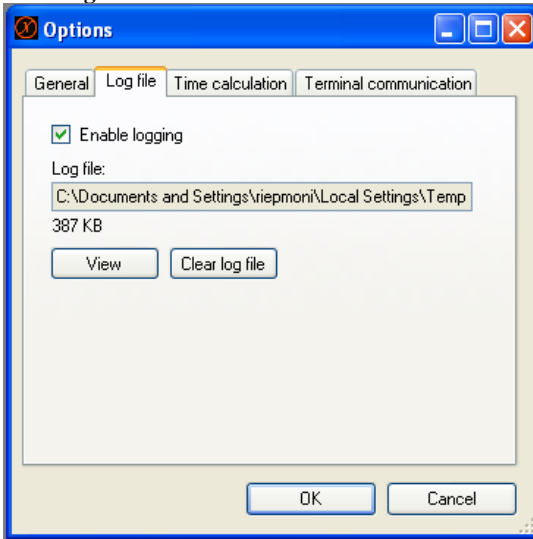 Options
General Log file Time calculation Terminal communication
Enable logging
Log file:
C:\Documents and Settings\riepmoni\Local Settings\Temp
387 KB
View Clear log file
OK Cancel